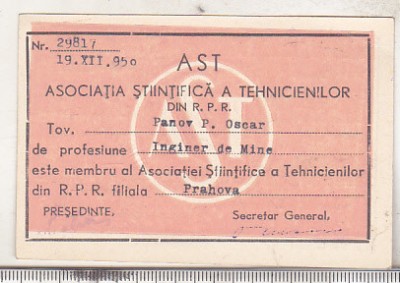 Nr. 29817
19.XII.950
AST
ASOCIAȚIA ȘTIINȚIFICĂ A TEHNICIENILOR
DIN R.P.R.
Tov. Panov P. Oscar
de profesiune Inginer de Mine
este membru al Asociației Științifice a Tehnicienilor
din R.P.R. filiala Prahova
PREȘEDINTE, Secretar General,